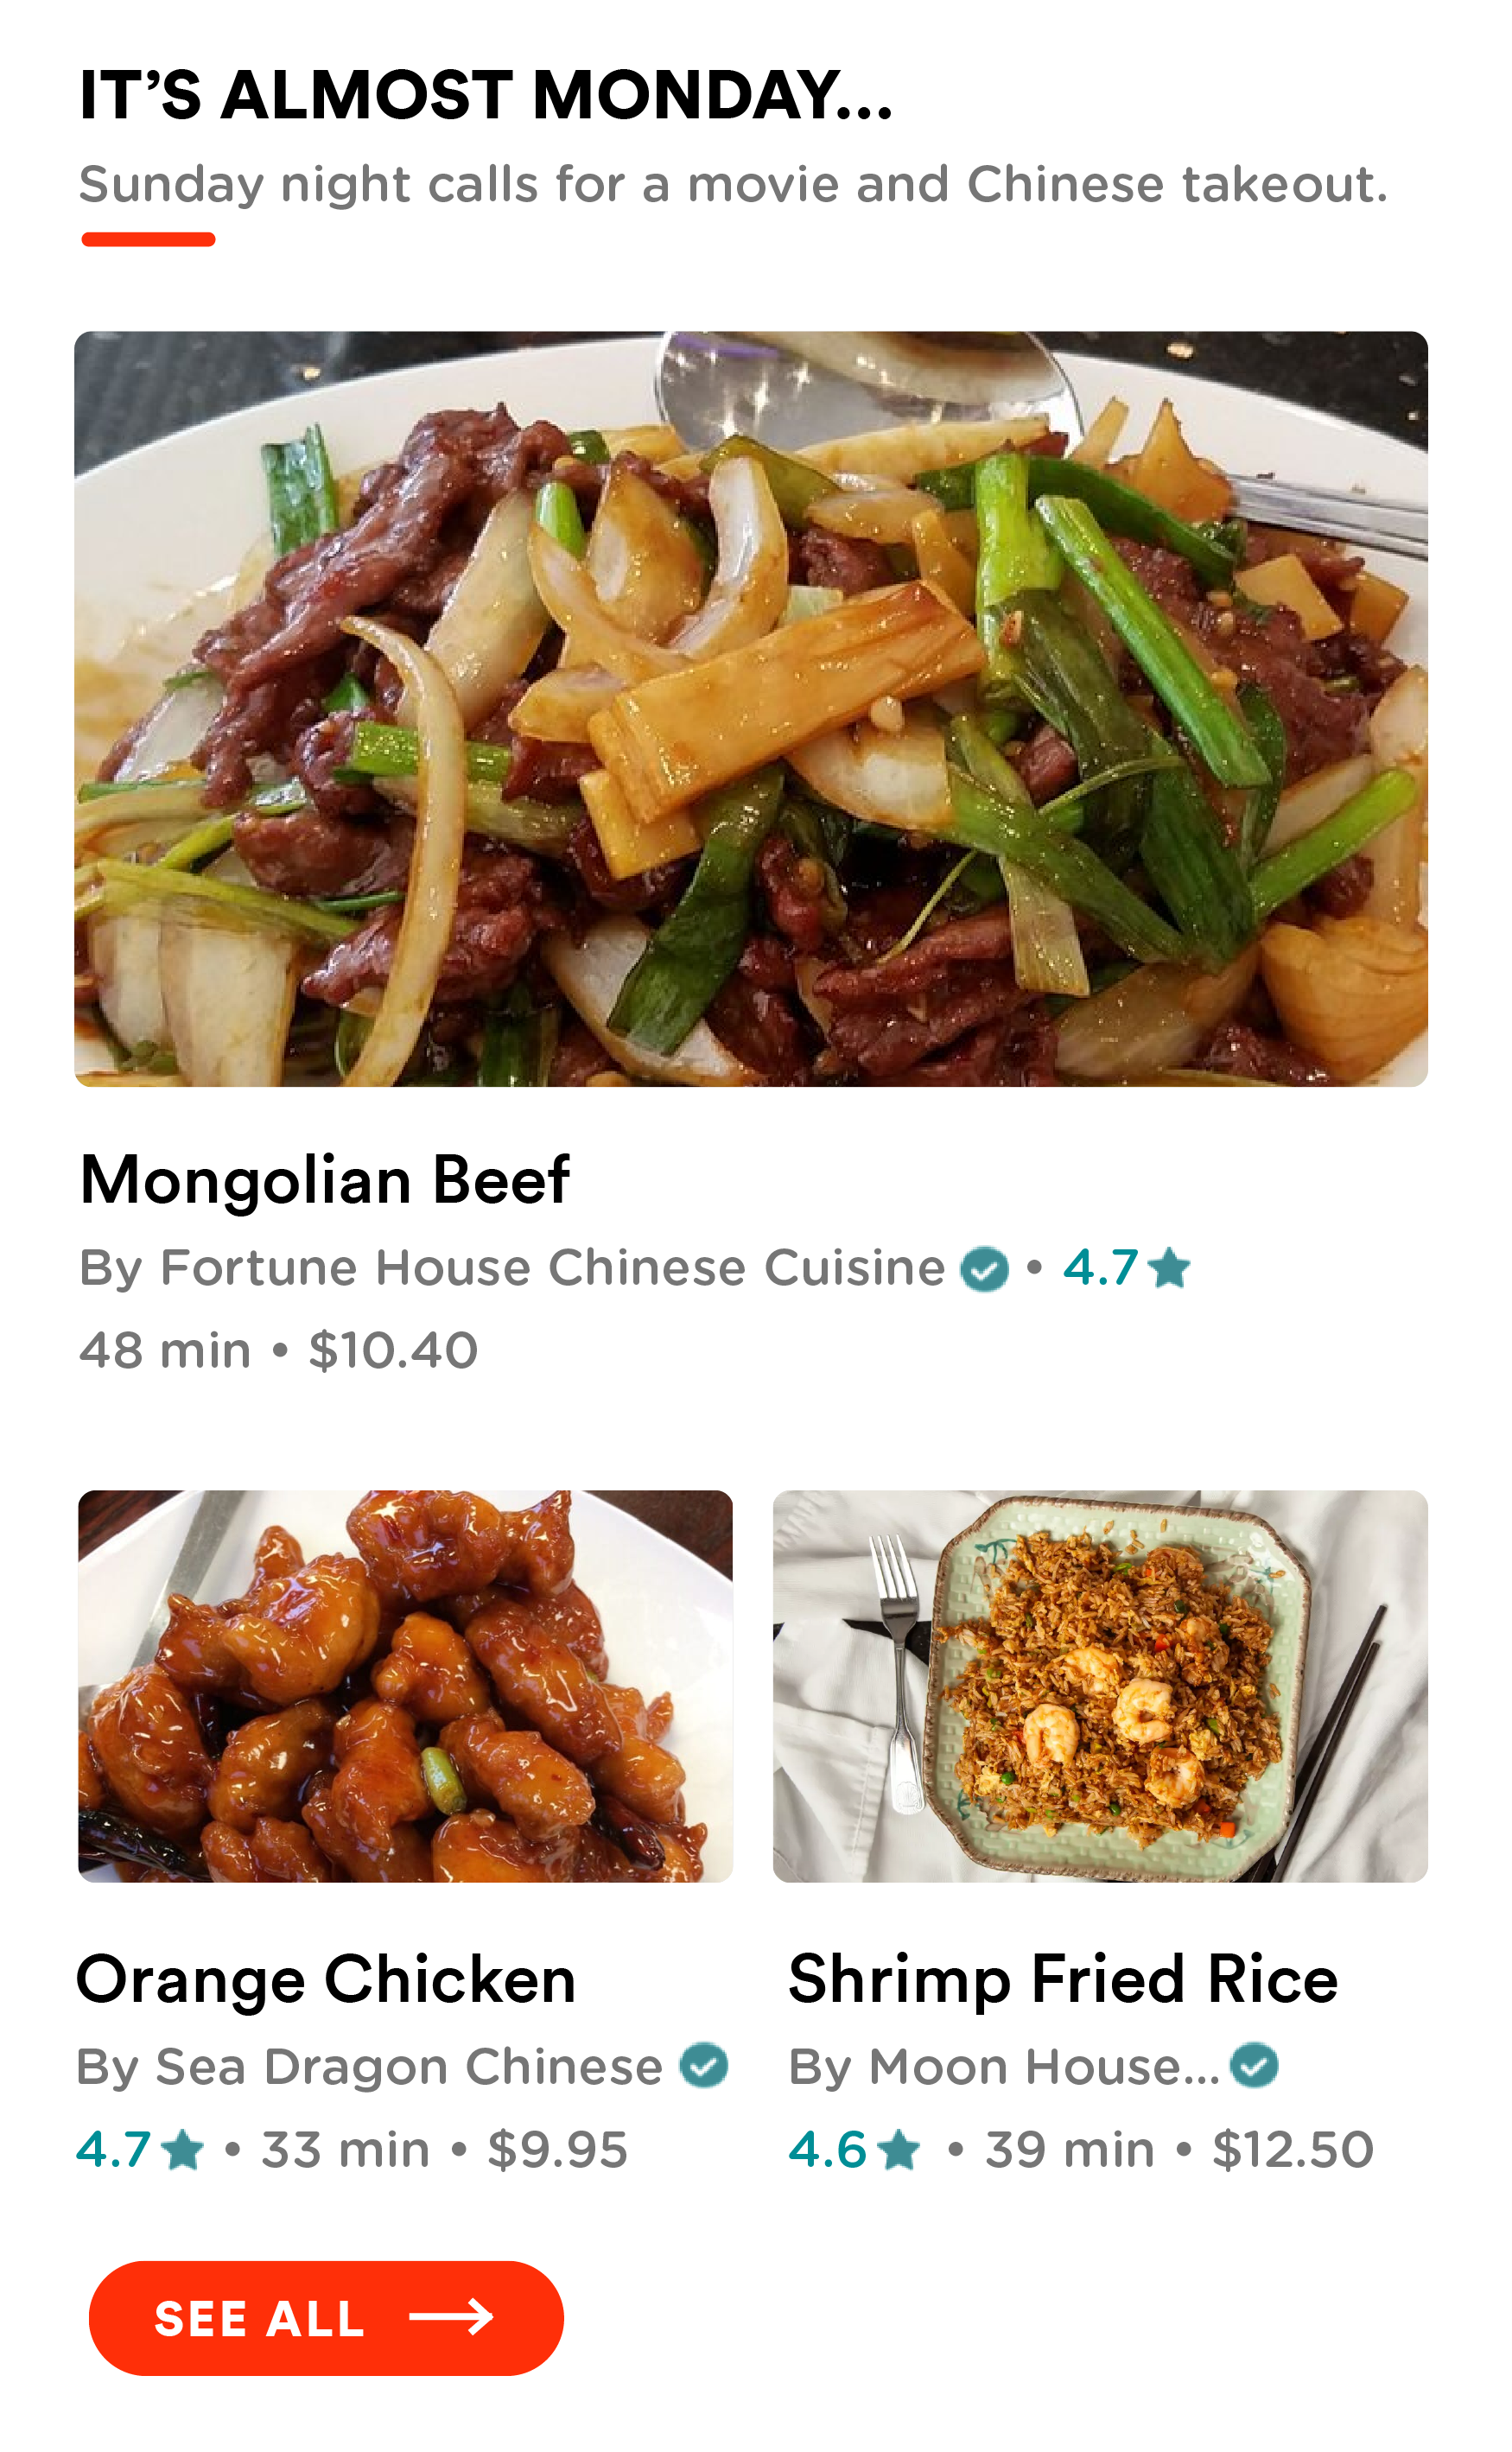 IT’S ALMOST MONDAY...
Sunday night calls for a movie and Chinese takeout.
Mongolian Beef
By Fortune House Chinese Cuisine • 4.7
48 min • $10.40
Orange Chicken
By Sea Dragon Chinese
4.7 • 33 min • $9.95
Shrimp Fried Rice
By Moon House...
4.6 • 39 min • $12.50
SEE ALL